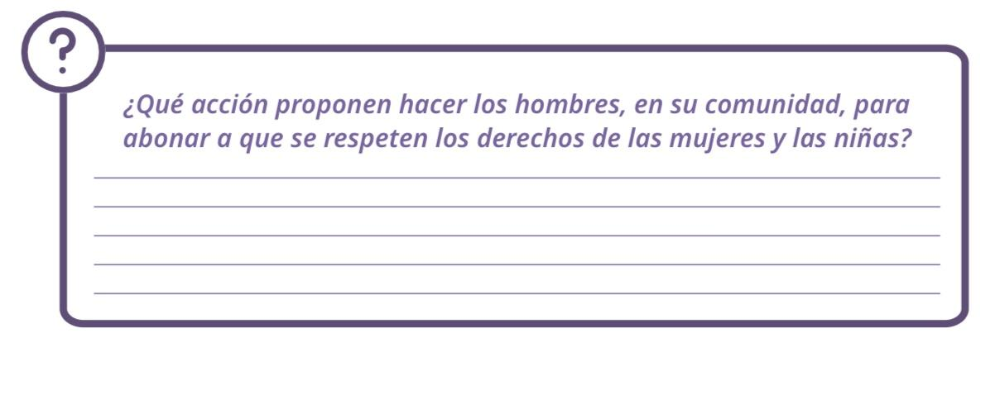 ?
¿Qué acción proponen hacer los hombres, en su comunidad, para
abonar a que se respeten los derechos de las mujeres y las niñas?